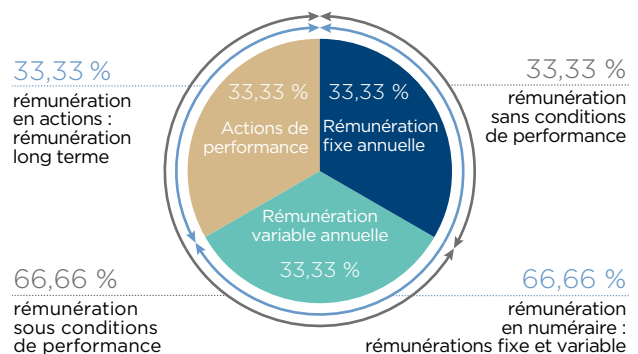 33,33 %
rémunération
en actions :
rémunération
long terme
33,33 %
Actions de
performance
33,33 %
Rémunération
fixe annuelle
33,33 %
rémunération
sans conditions
de performance
Rémunération
variable annuelle
33,33 %
66,66 %
rémunération
sous conditions
de performance
66,66 %
rémunération
en numéraire :
rémunérations fixe et variable